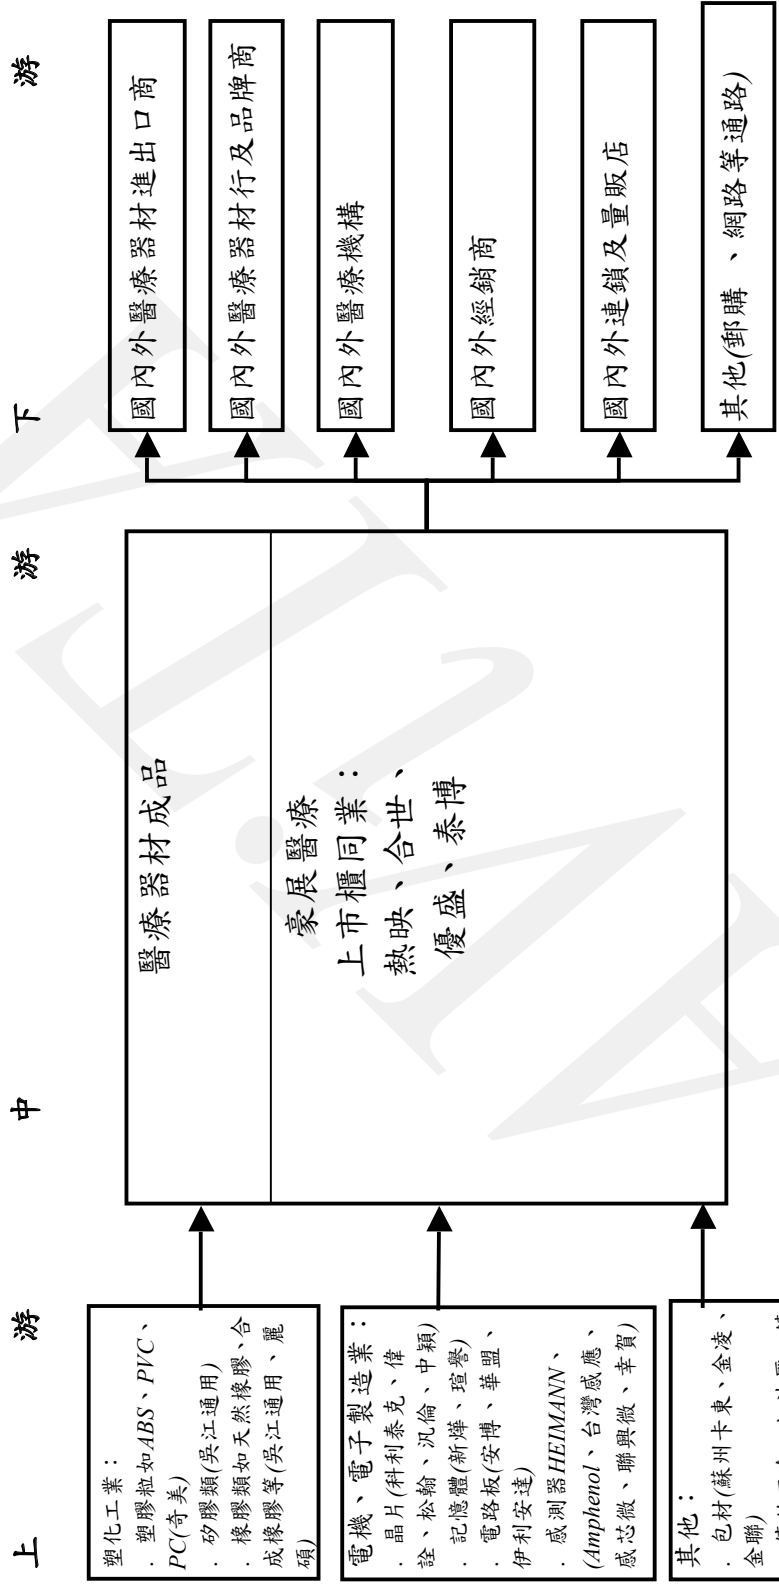 上 游
中 游
下 游
塑化工業：
．塑膠粒如ABS、PVC、
PC(奇美)
．矽膠類(吳江通用)
．橡膠類如天然橡膠、合
成橡膠等(吳江通用、麗
碩)
電機、電子製造業：
．晶片(科利泰克、偉
詮、松翰、汎倫、中穎)
．記憶體(新燁、瑄譽)
．電路板(安博、華盟、
伊利安達)
．感測器HEIMANN、
(Amphenol、台灣感應、
感芯微、聯興微、幸賀)
其他：
．包材(蘇州卡東、金凌、
金聯)
醫療器材成品
豪展醫療
上市櫃同業：
熱映、合世、
優盛、泰博
國內外醫療器材進出口商
國內外醫療器材行及品牌商
國內外醫療機構
國內外經銷商
國內外連鎖及量販店
其他(郵購、網路等通路)